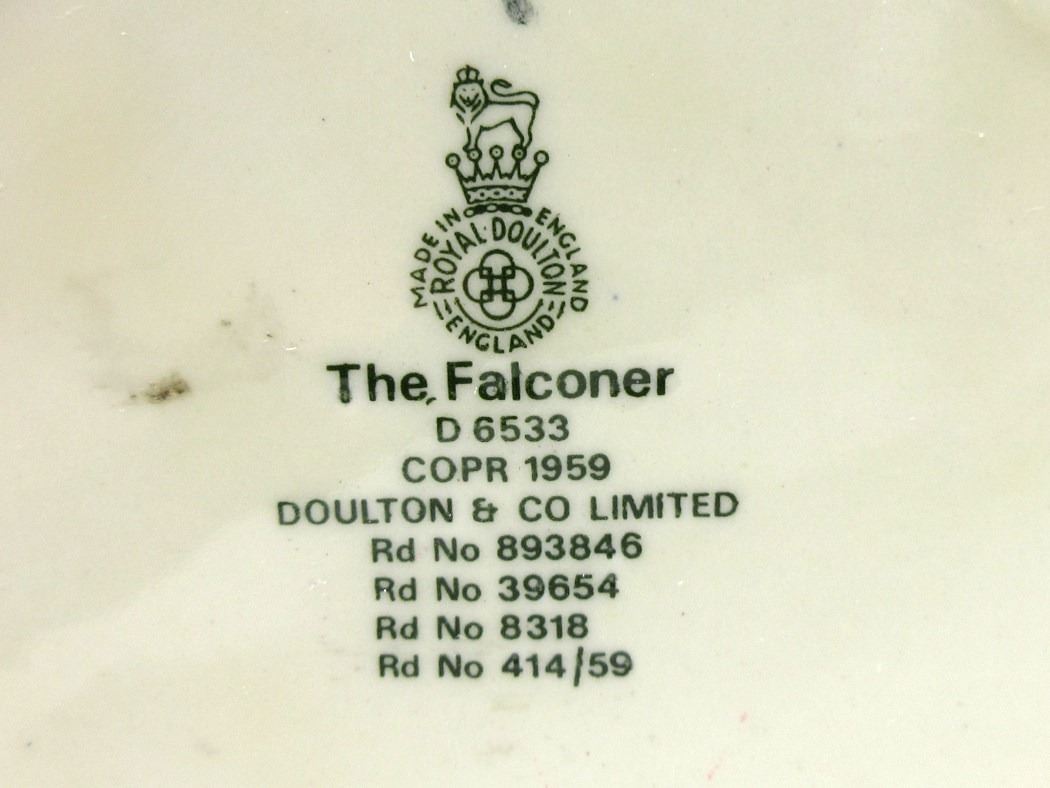 MADE IN ENGLAND
ROYAL DOULTON
ENGLAND
The Falconer
D 6533
COPR 1959
DOULTON & CO LIMITED
Rd No 893846
Rd No 39654
Rd No 8318
Rd No 414/59